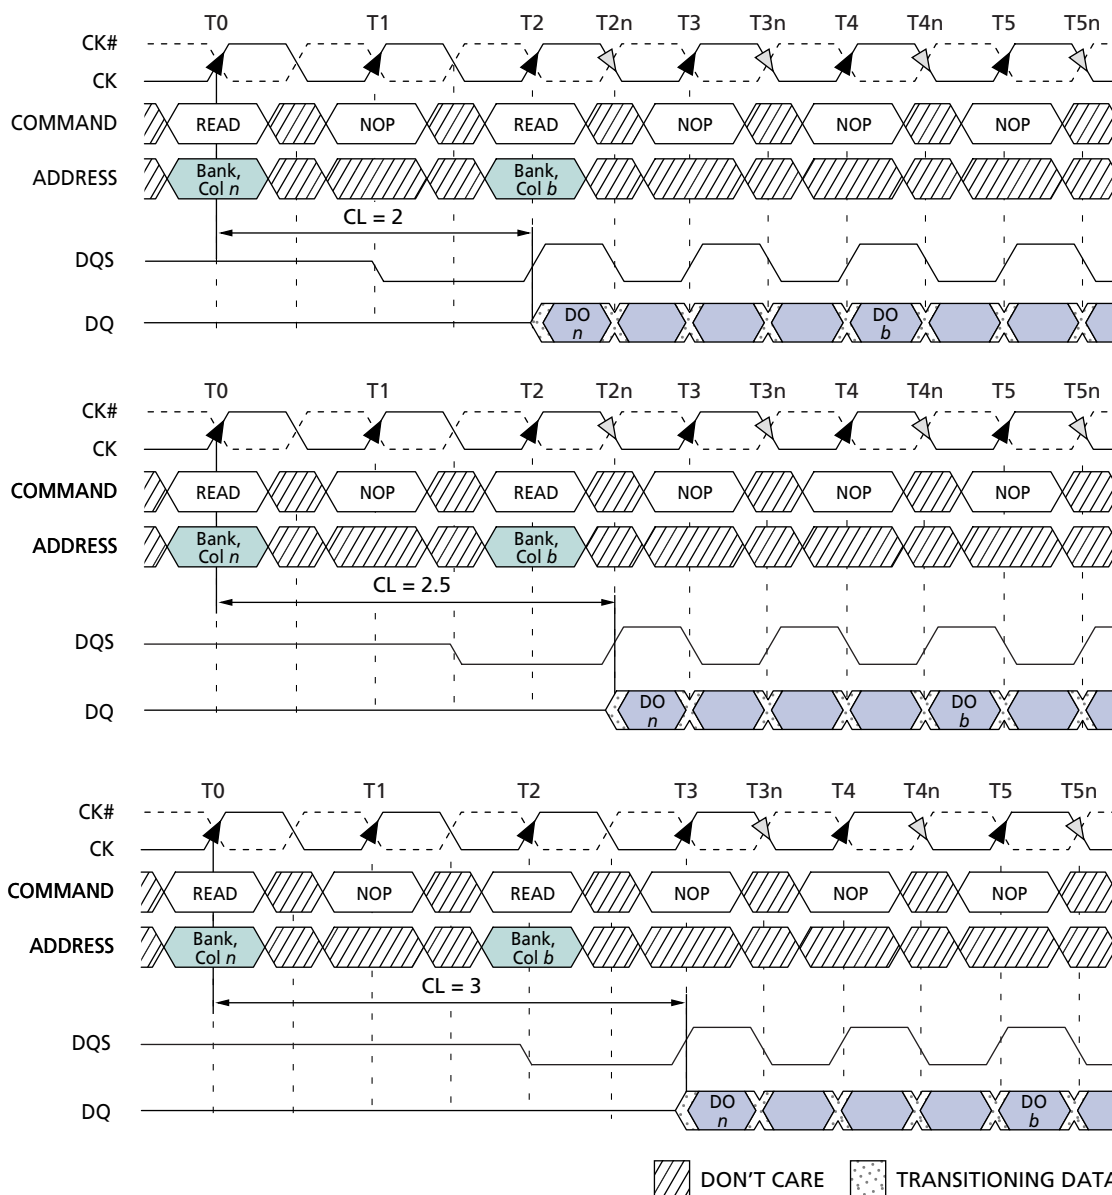 T0 T1 T2 T2n T3 T3n T4 T4n T5 T5n
CK#
CK
COMMAND READ NOP READ NOP NOP NOP
ADDRESS Bank, Col n Bank, Col b
CL = 2
DQS
DQ DO n DO b
T0 T1 T2 T2n T3 T3n T4 T4n T5 T5n
CK#
CK
COMMAND READ NOP READ NOP NOP NOP
ADDRESS Bank, Col n Bank, Col b
CL = 2.5
DQS
DQ DO n DO b
T0 T1 T2 T3 T3n T4 T4n T5 T5n
CK#
CK
COMMAND READ NOP READ NOP NOP NOP
ADDRESS Bank, Col n Bank, Col b
CL = 3
DQS
DQ DO n DO b
DON'T CARE TRANSITIONING DATA